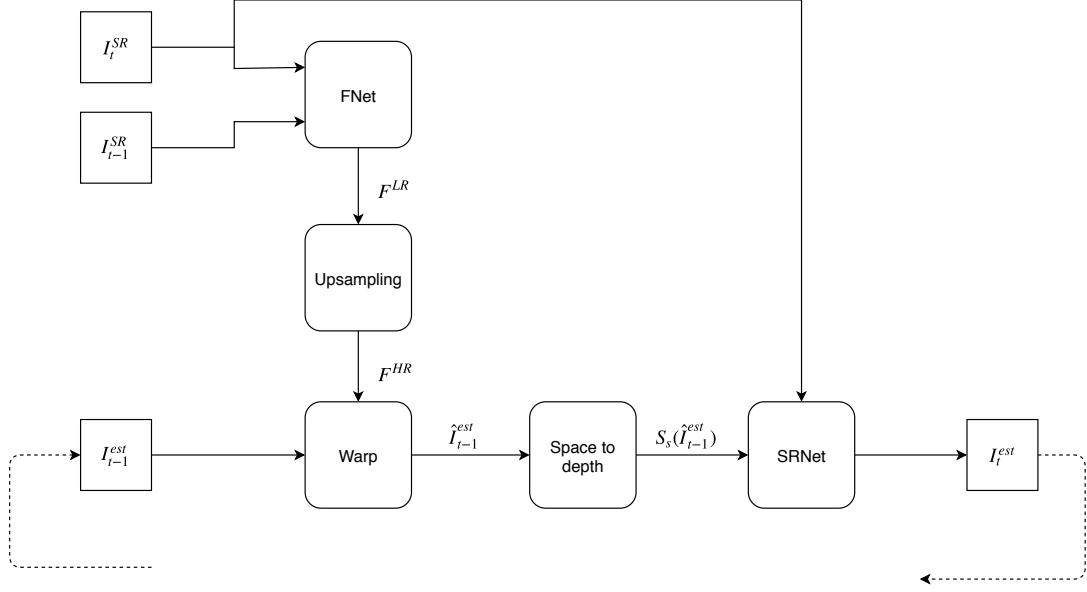 I_t^{SR}
FNet
I_{t-1}^{SR}
F^{LR}
Upsampling
F^{HR}
I_{t-1}^{est}
Warp
Î_{t-1}^{est}
Space to
depth
S_s(Î_{t-1}^{est})
SRNet
I_t^{est}